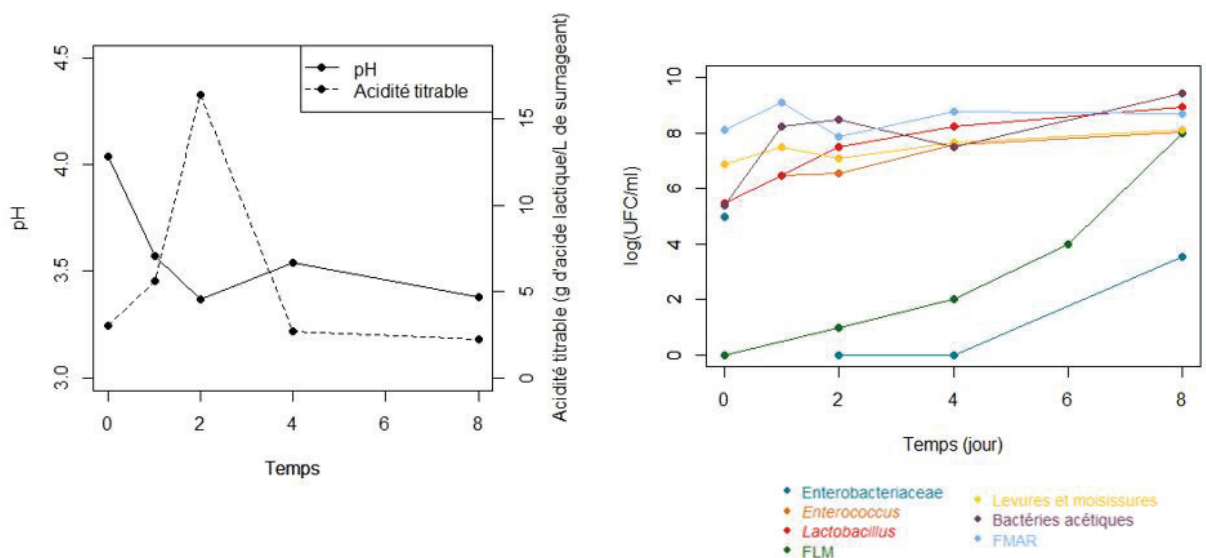 4.5
4.0
3.5
3.0
pH
pH
Acidité titrable
15
10
5
0
Acidité titrable (g d'acide lactique/L de surnageant)
0 2 4 6 8
Temps
10
8
6
4
2
0
log(UFC/ml)
0 2 4 6 8
Temps (jour)
Enterobacteriaceae
Enterococcus
Lactobacillus
FLM
Levures et moisissures
Bactéries acétiques
FMAR